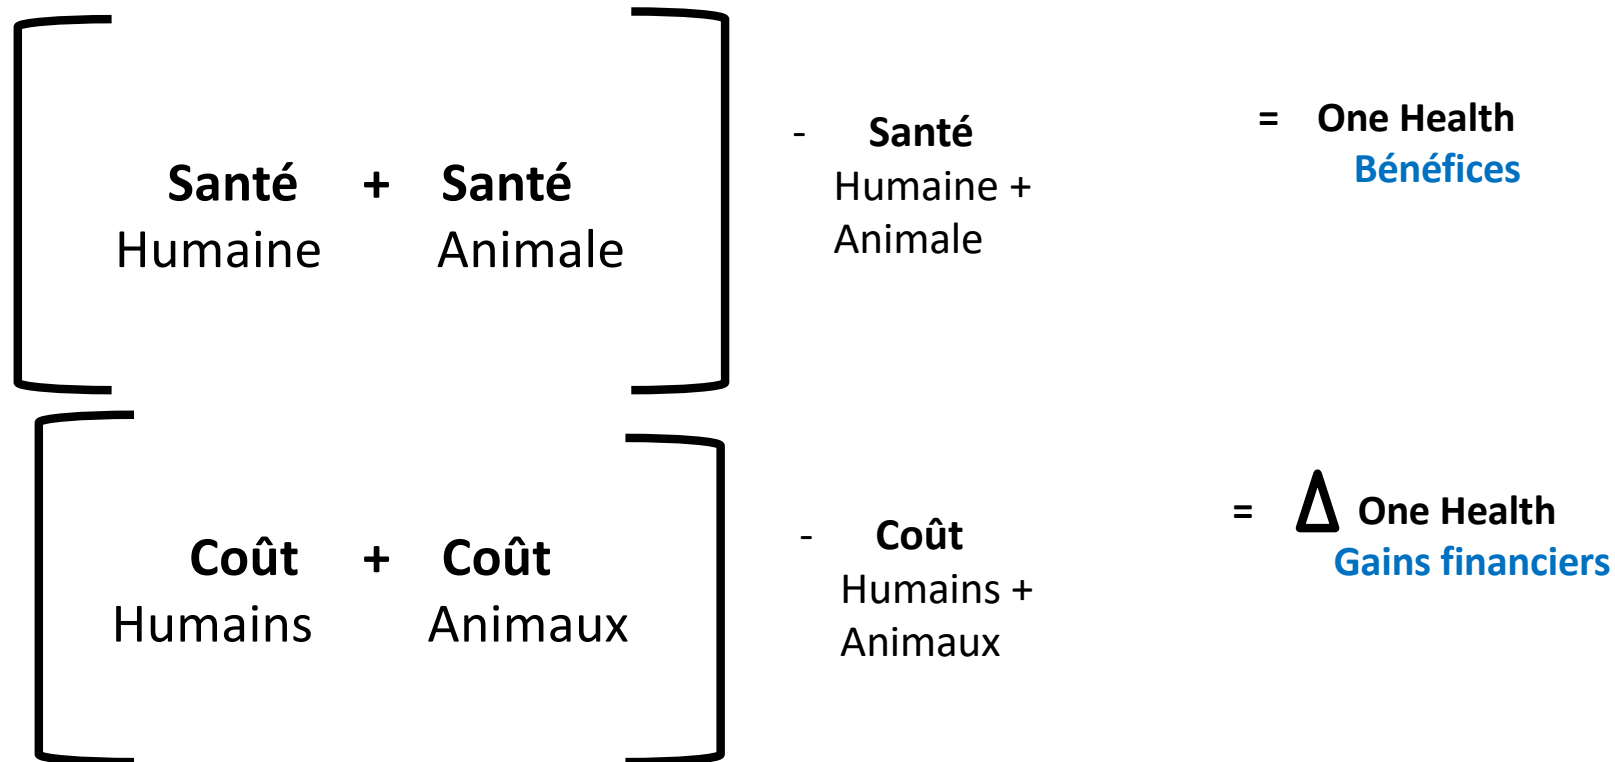 Santé + Santé
Humaine Animale
- Santé
Humaine +
Animale
= One Health
Bénéfices
Coût + Coût
Humains Animaux
- Coût
Humains +
Animaux
= Δ One Health
Gains financiers